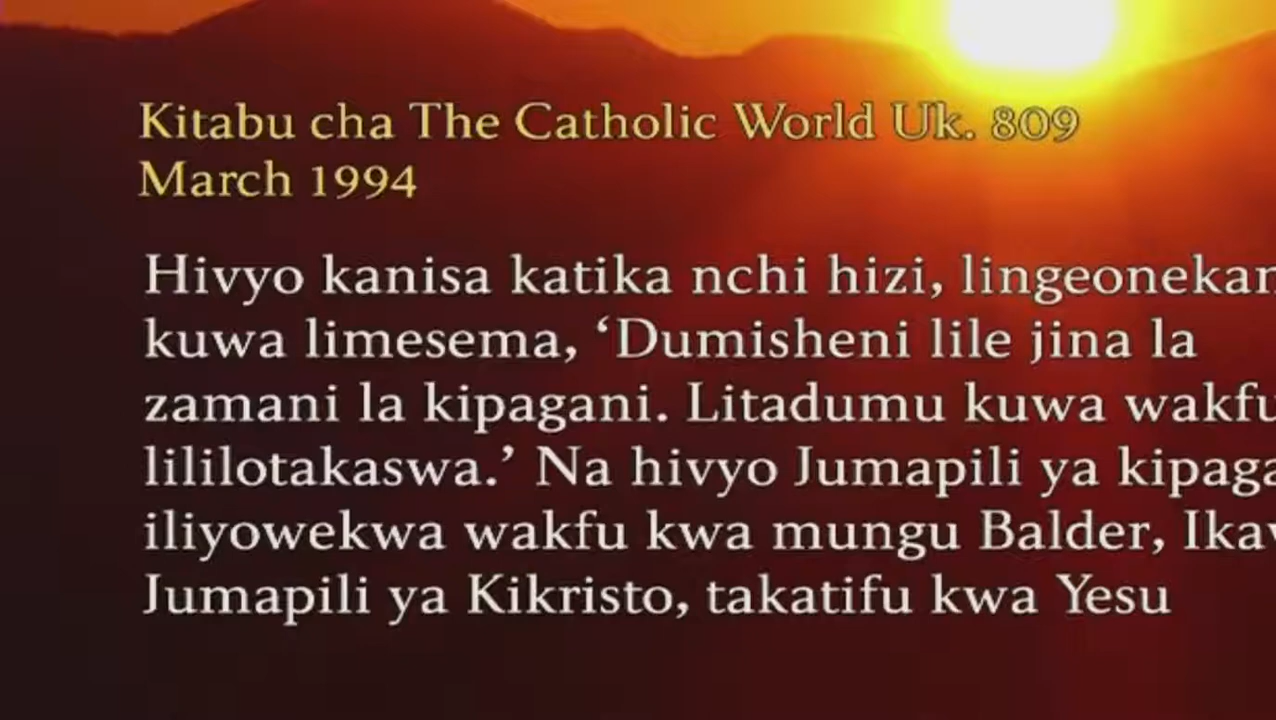 Kitabu cha The Catholic World Uk. 809
March 1994
Hivyo kanisa katika nchi hizi, lingeonekan
kuwa limesema, ‘Dumisheni lile jina la
zamani la kipagani. Litadumu kuwa wakfu
lililotakaswa.’ Na hivyo Jumapili ya kipaga
iliyowekwa wakfu kwa mungu Balder, Ikaw
Jumapili ya Kikristo, takatifu kwa Yesu